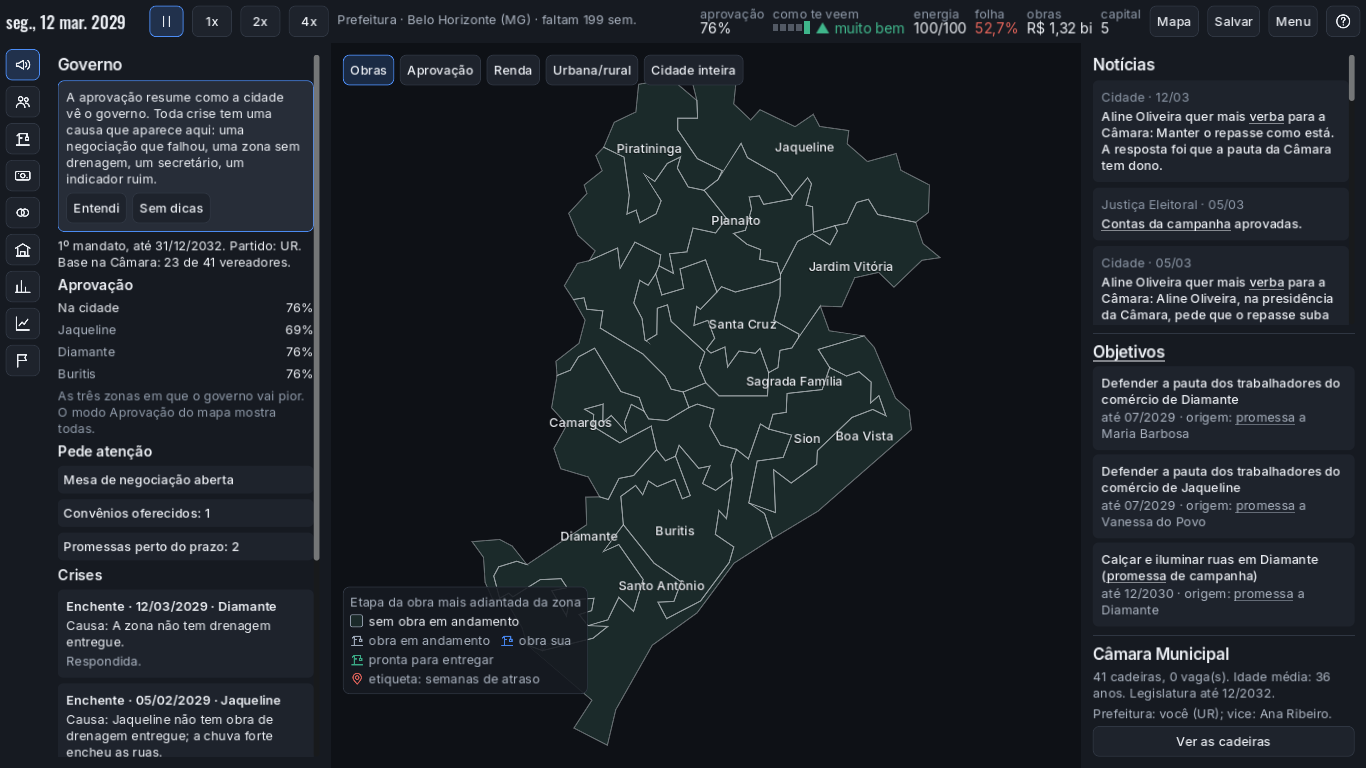 seg., 12 mar. 2029
1x
2x
4x
Prefeitura · Belo Horizonte (MG) · faltam 199 sem.
aprovação
76%
como te veem
▲ muito bem
energia
100/100
folha
52,7%
obras
R$ 1,32 bi
capital
5
Mapa
Salvar
Menu
Governo
A aprovação resume como a cidade
vê o governo. Toda crise tem uma
causa que aparece aqui: uma
negociação que falhou, uma zona sem
drenagem, um secretário, um
indicador ruim.
Entendi
Sem dicas
1º mandato, até 31/12/2032. Partido: UR.
Base na Câmara: 23 de 41 vereadores.
Aprovação
Na cidade 76%
Jaqueline 69%
Diamante 76%
Buritis 76%
As três zonas em que o governo vai pior.
O modo Aprovação do mapa mostra
todas.
Pede atenção
Mesa de negociação aberta
Convênios oferecidos: 1
Promessas perto do prazo: 2
Crises
Enchente · 12/03/2029 · Diamante
Causa: A zona não tem drenagem
entregue.
Respondida.
Enchente · 05/02/2029 · Jaqueline
Causa: Jaqueline não tem obra de
drenagem entregue; a chuva forte
encheu as ruas.
Obras
Aprovação
Renda
Urbana/rural
Cidade inteira
Piratininga
Jaqueline
Planalto
Jardim Vitória
Santa Cruz
Sagrada Família
Camargos
Sion
Boa Vista
Diamante
Buritis
Santo Antônio
Etapa da obra mais adiantada da zona
sem obra em andamento
obra em andamento
obra sua
pronta para entregar
etiqueta: semanas de atraso
Notícias
Cidade · 12/03
Aline Oliveira quer mais verba para a
Câmara: Manter o repasse como está.
A resposta foi que a pauta da Câmara
tem dono.
Justiça Eleitoral · 05/03
Contas da campanha aprovadas.
Cidade · 05/03
Aline Oliveira quer mais verba para a
Câmara: Aline Oliveira, na presidência
da Câmara, pede que o repasse suba
Objetivos
Defender a pauta dos trabalhadores do
comércio de Diamante
até 07/2029 · origem: promessa a
Maria Barbosa
Defender a pauta dos trabalhadores do
comércio de Jaqueline
até 07/2029 · origem: promessa a
Vanessa do Povo
Calçar e iluminar ruas em Diamante
(promessa de campanha)
até 12/2030 · origem: promessa a
Diamante
Câmara Municipal
41 cadeiras, 0 vaga(s). Idade média: 36
anos. Legislatura até 12/2032.
Prefeitura: você (UR); vice: Ana Ribeiro.
Ver as cadeiras